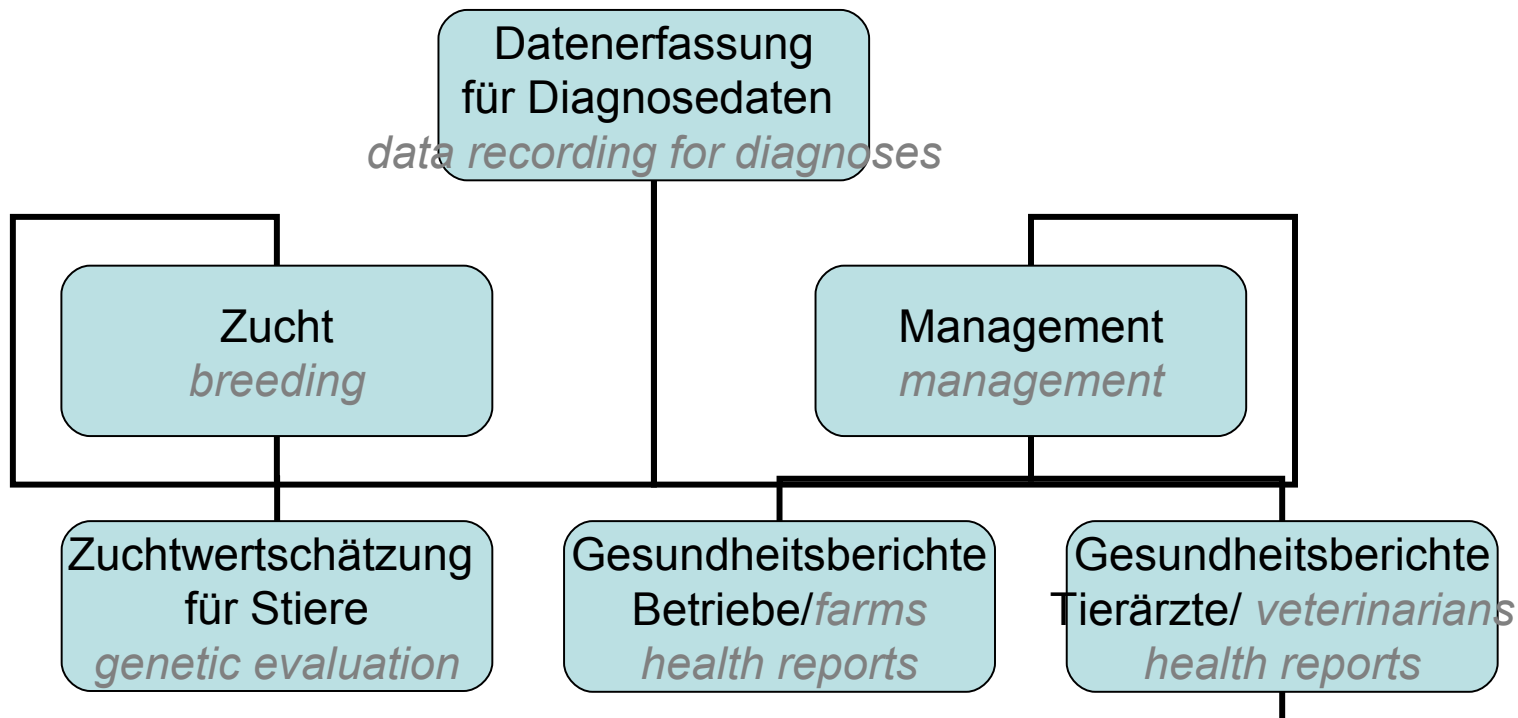 Datenerfassung
für Diagnosedaten
data recording for diagnoses
Zucht
breeding
Management
management
Zuchtwertschätzung
für Stiere
genetic evaluation
Gesundheitsberichte
Betriebe/farms
health reports
Gesundheitsberichte
Tierärzte/ veterinarians
health reports